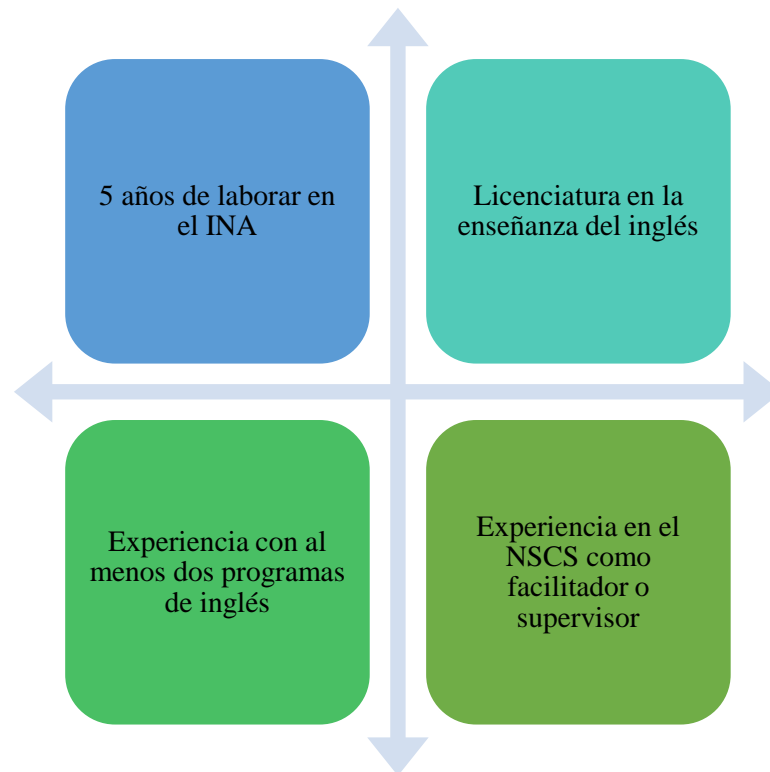 5 años de laborar en
el INA
Licenciatura en la
enseñanza del inglés
Experiencia con al
menos dos programas
de inglés
Experiencia en el
NSCS como
facilitador o
supervisor